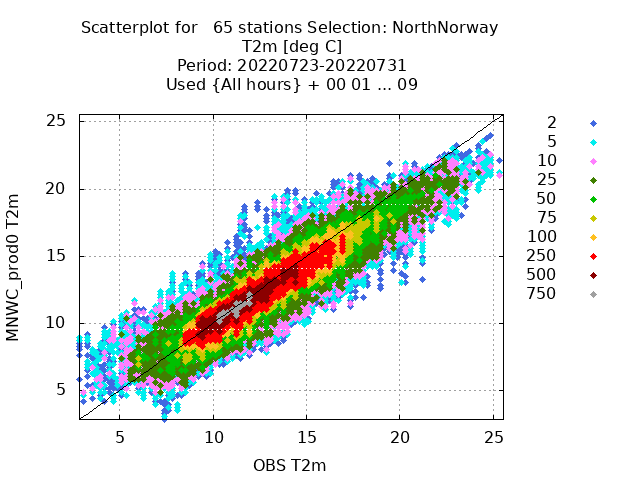 Scatterplot for   65 stations Selection: NorthNorway
T2m [deg C]
Period: 20220723-20220731
Used {All hours} + 00 01 ... 09
MNWC_prod0 T2m
25
20
15
10
5
5 10 15 20 25
OBS T2m
2
5
10
25
50
75
100
250
500
750